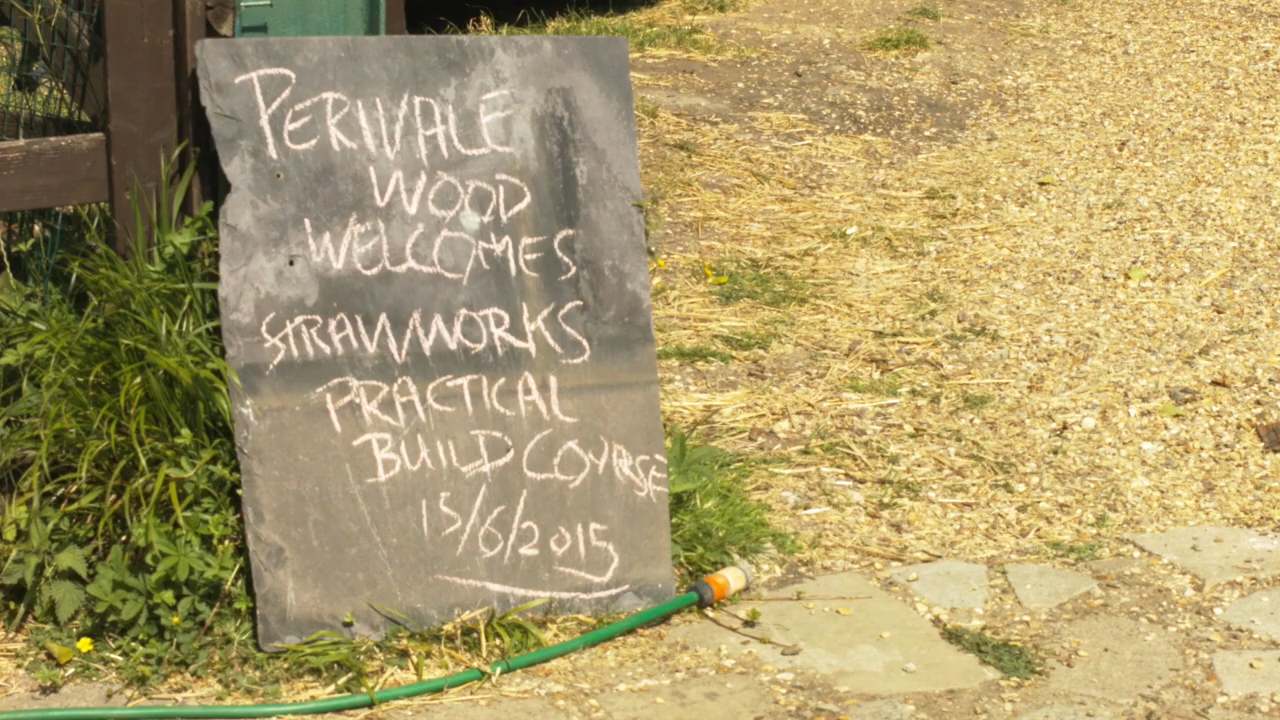 PERIVALE
WOOD
WELCOMES
STRAWWORKS
PRACTICAL
BUILD COURSE
15/6/2015